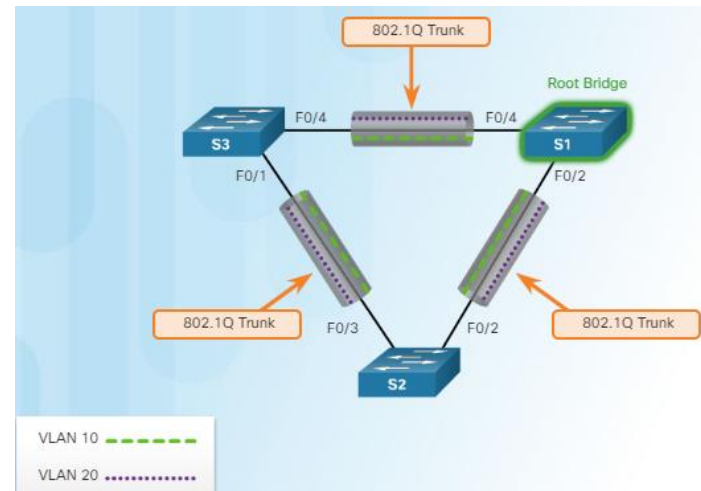 802.1Q Trunk
Root Bridge
F0/4
F0/4
S3
S1
F0/1
F0/2
802.1Q Trunk
F0/3
F0/2
802.1Q Trunk
S2
VLAN 10
VLAN 20